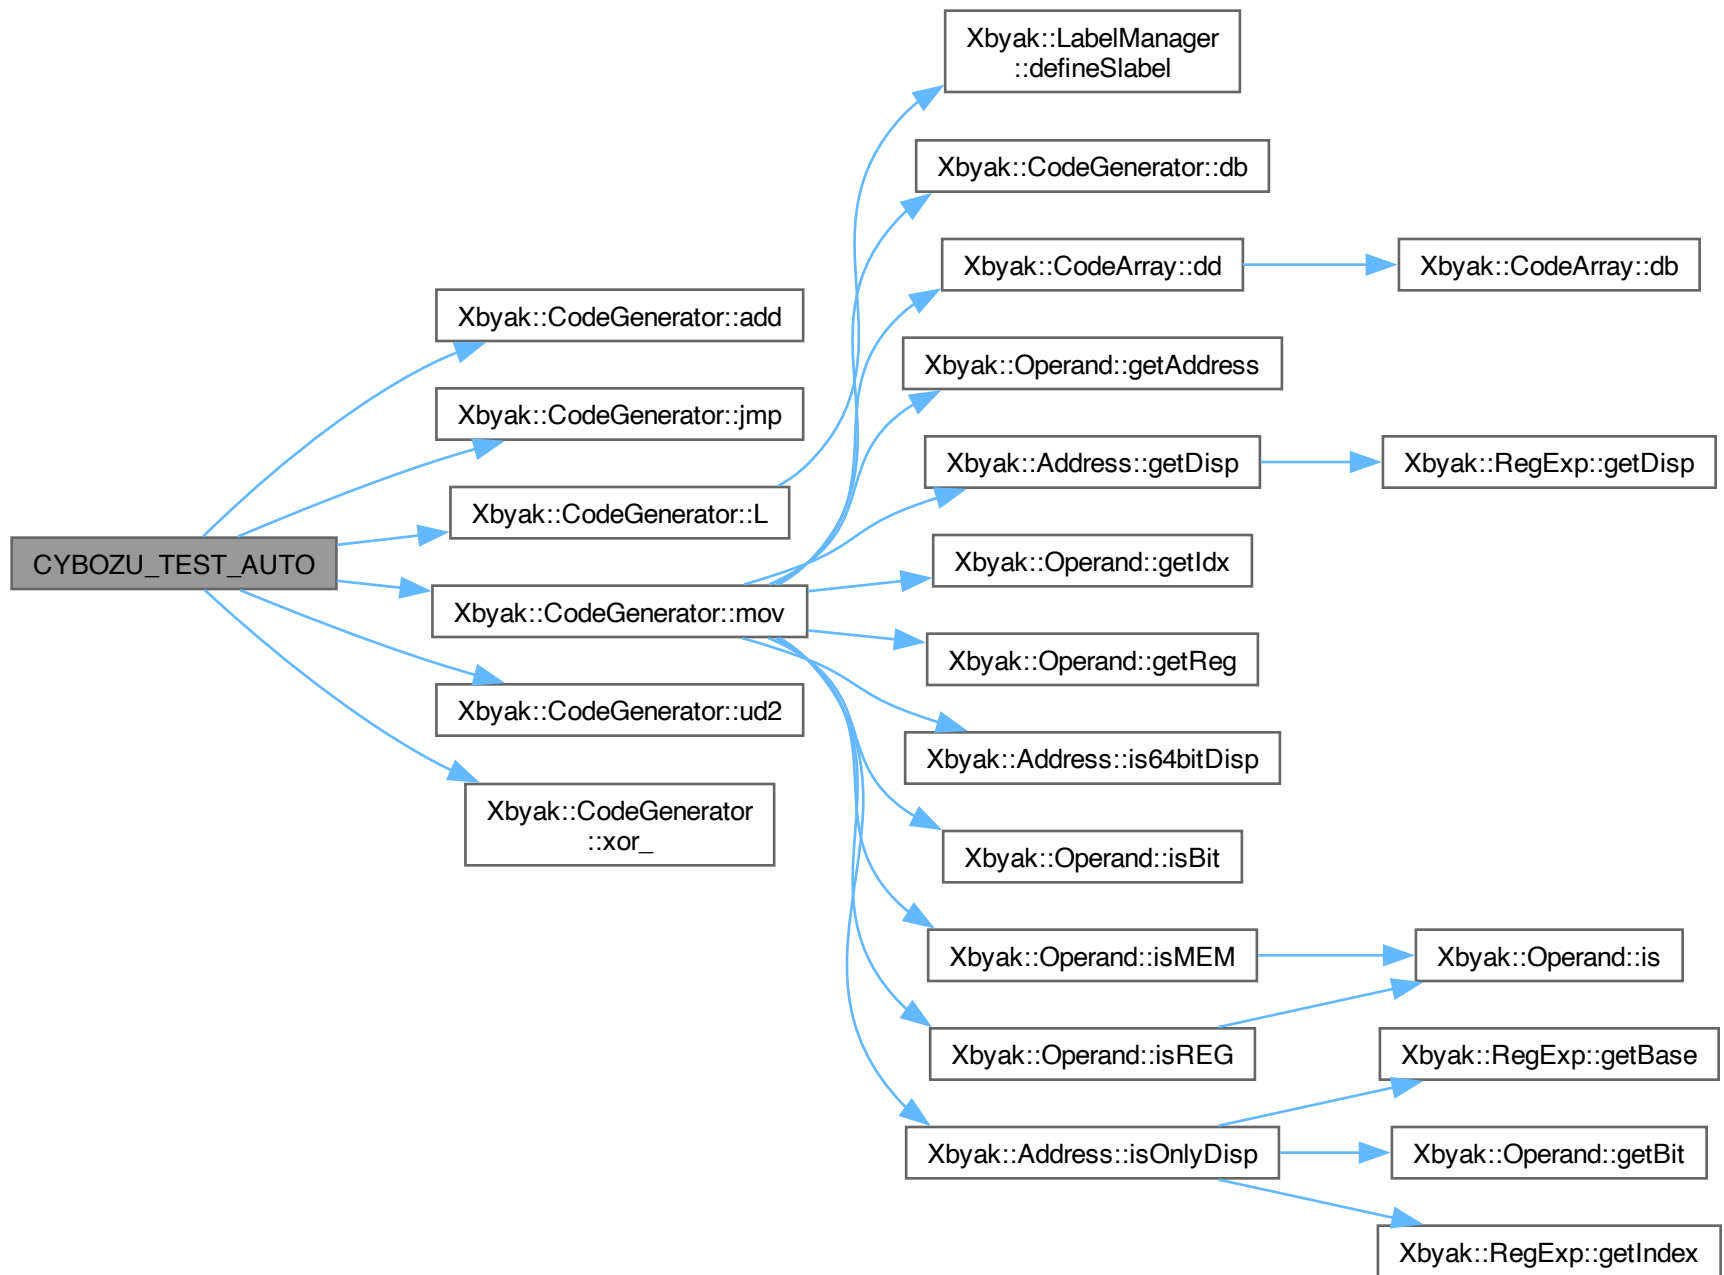 CYBOZU_TEST_AUTO
Xbyak::CodeGenerator::add
Xbyak::CodeGenerator::jmp
Xbyak::CodeGenerator::L
Xbyak::CodeGenerator::mov
Xbyak::CodeGenerator::ud2
Xbyak::CodeGenerator
::xor_
Xbyak::LabelManager
::defineSlabel
Xbyak::CodeGenerator::db
Xbyak::CodeArray::dd
Xbyak::Operand::getAddress
Xbyak::Address::getDisp
Xbyak::Operand::getIdx
Xbyak::Operand::getReg
Xbyak::Address::is64bitDisp
Xbyak::Operand::isBit
Xbyak::Operand::isMEM
Xbyak::Operand::isREG
Xbyak::Address::isOnlyDisp
Xbyak::CodeArray::db
Xbyak::RegExp::getDisp
Xbyak::Operand::is
Xbyak::RegExp::getBase
Xbyak::Operand::getBit
Xbyak::RegExp::getIndex